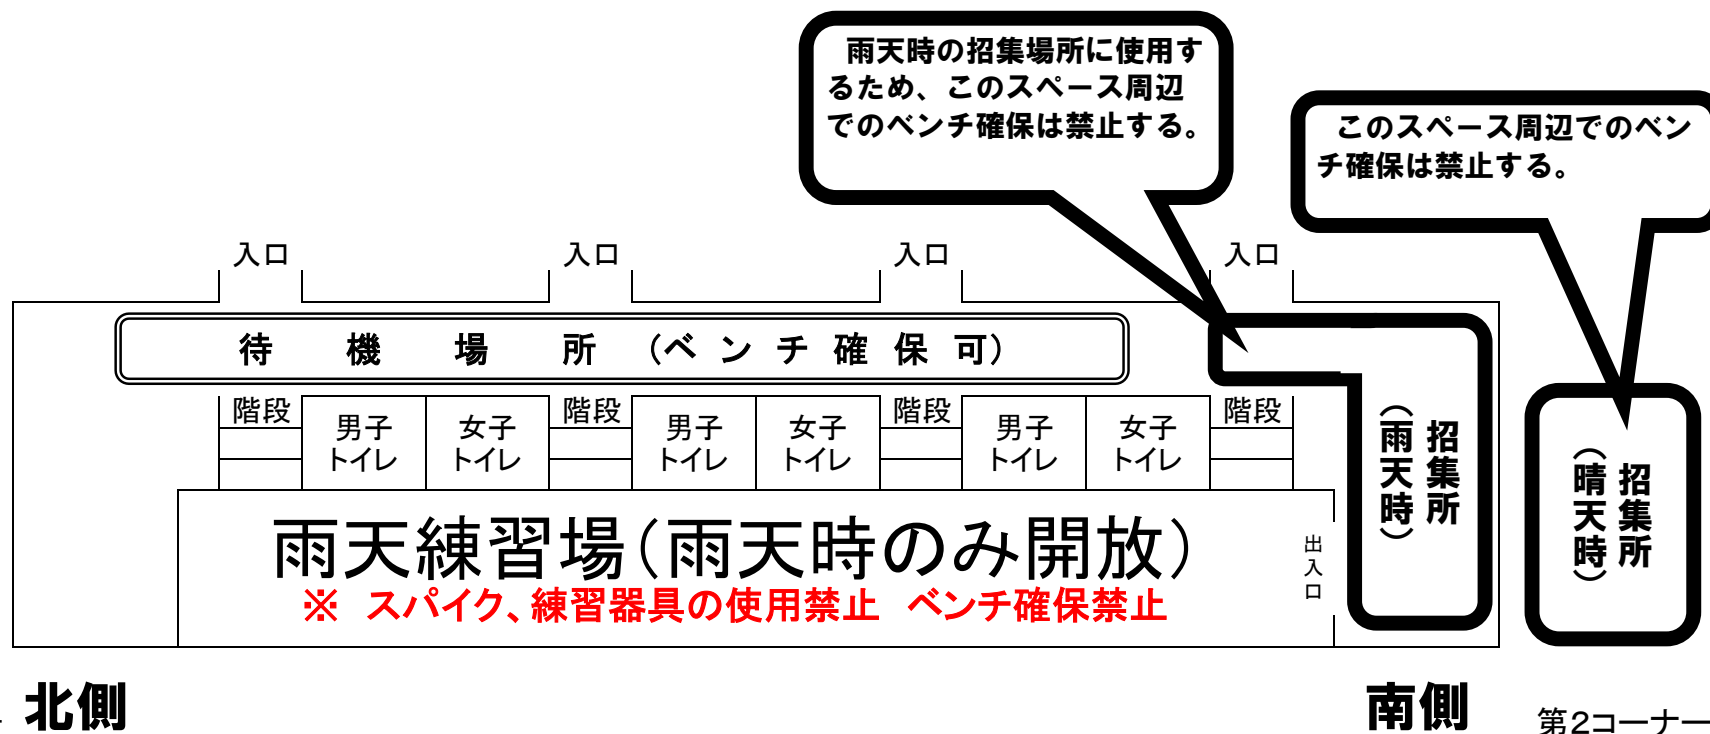 雨天時の招集場所に使用す
るため、このスペース周辺
でのベンチ確保は禁止する。
このスペース周辺でのベン
チ確保は禁止する。
入口 入口 入口 入口
待機場所（ベンチ確保可）
階段 階段 階段 階段
男子
トイレ
女子
トイレ
男子
トイレ
女子
トイレ
男子
トイレ
女子
トイレ
招集所
（雨天時）
招集所
（晴天時）
雨天練習場（雨天時のみ開放）
※ スパイク、練習器具の使用禁止 ベンチ確保禁止
出入口
北側
南側
第2コーナー